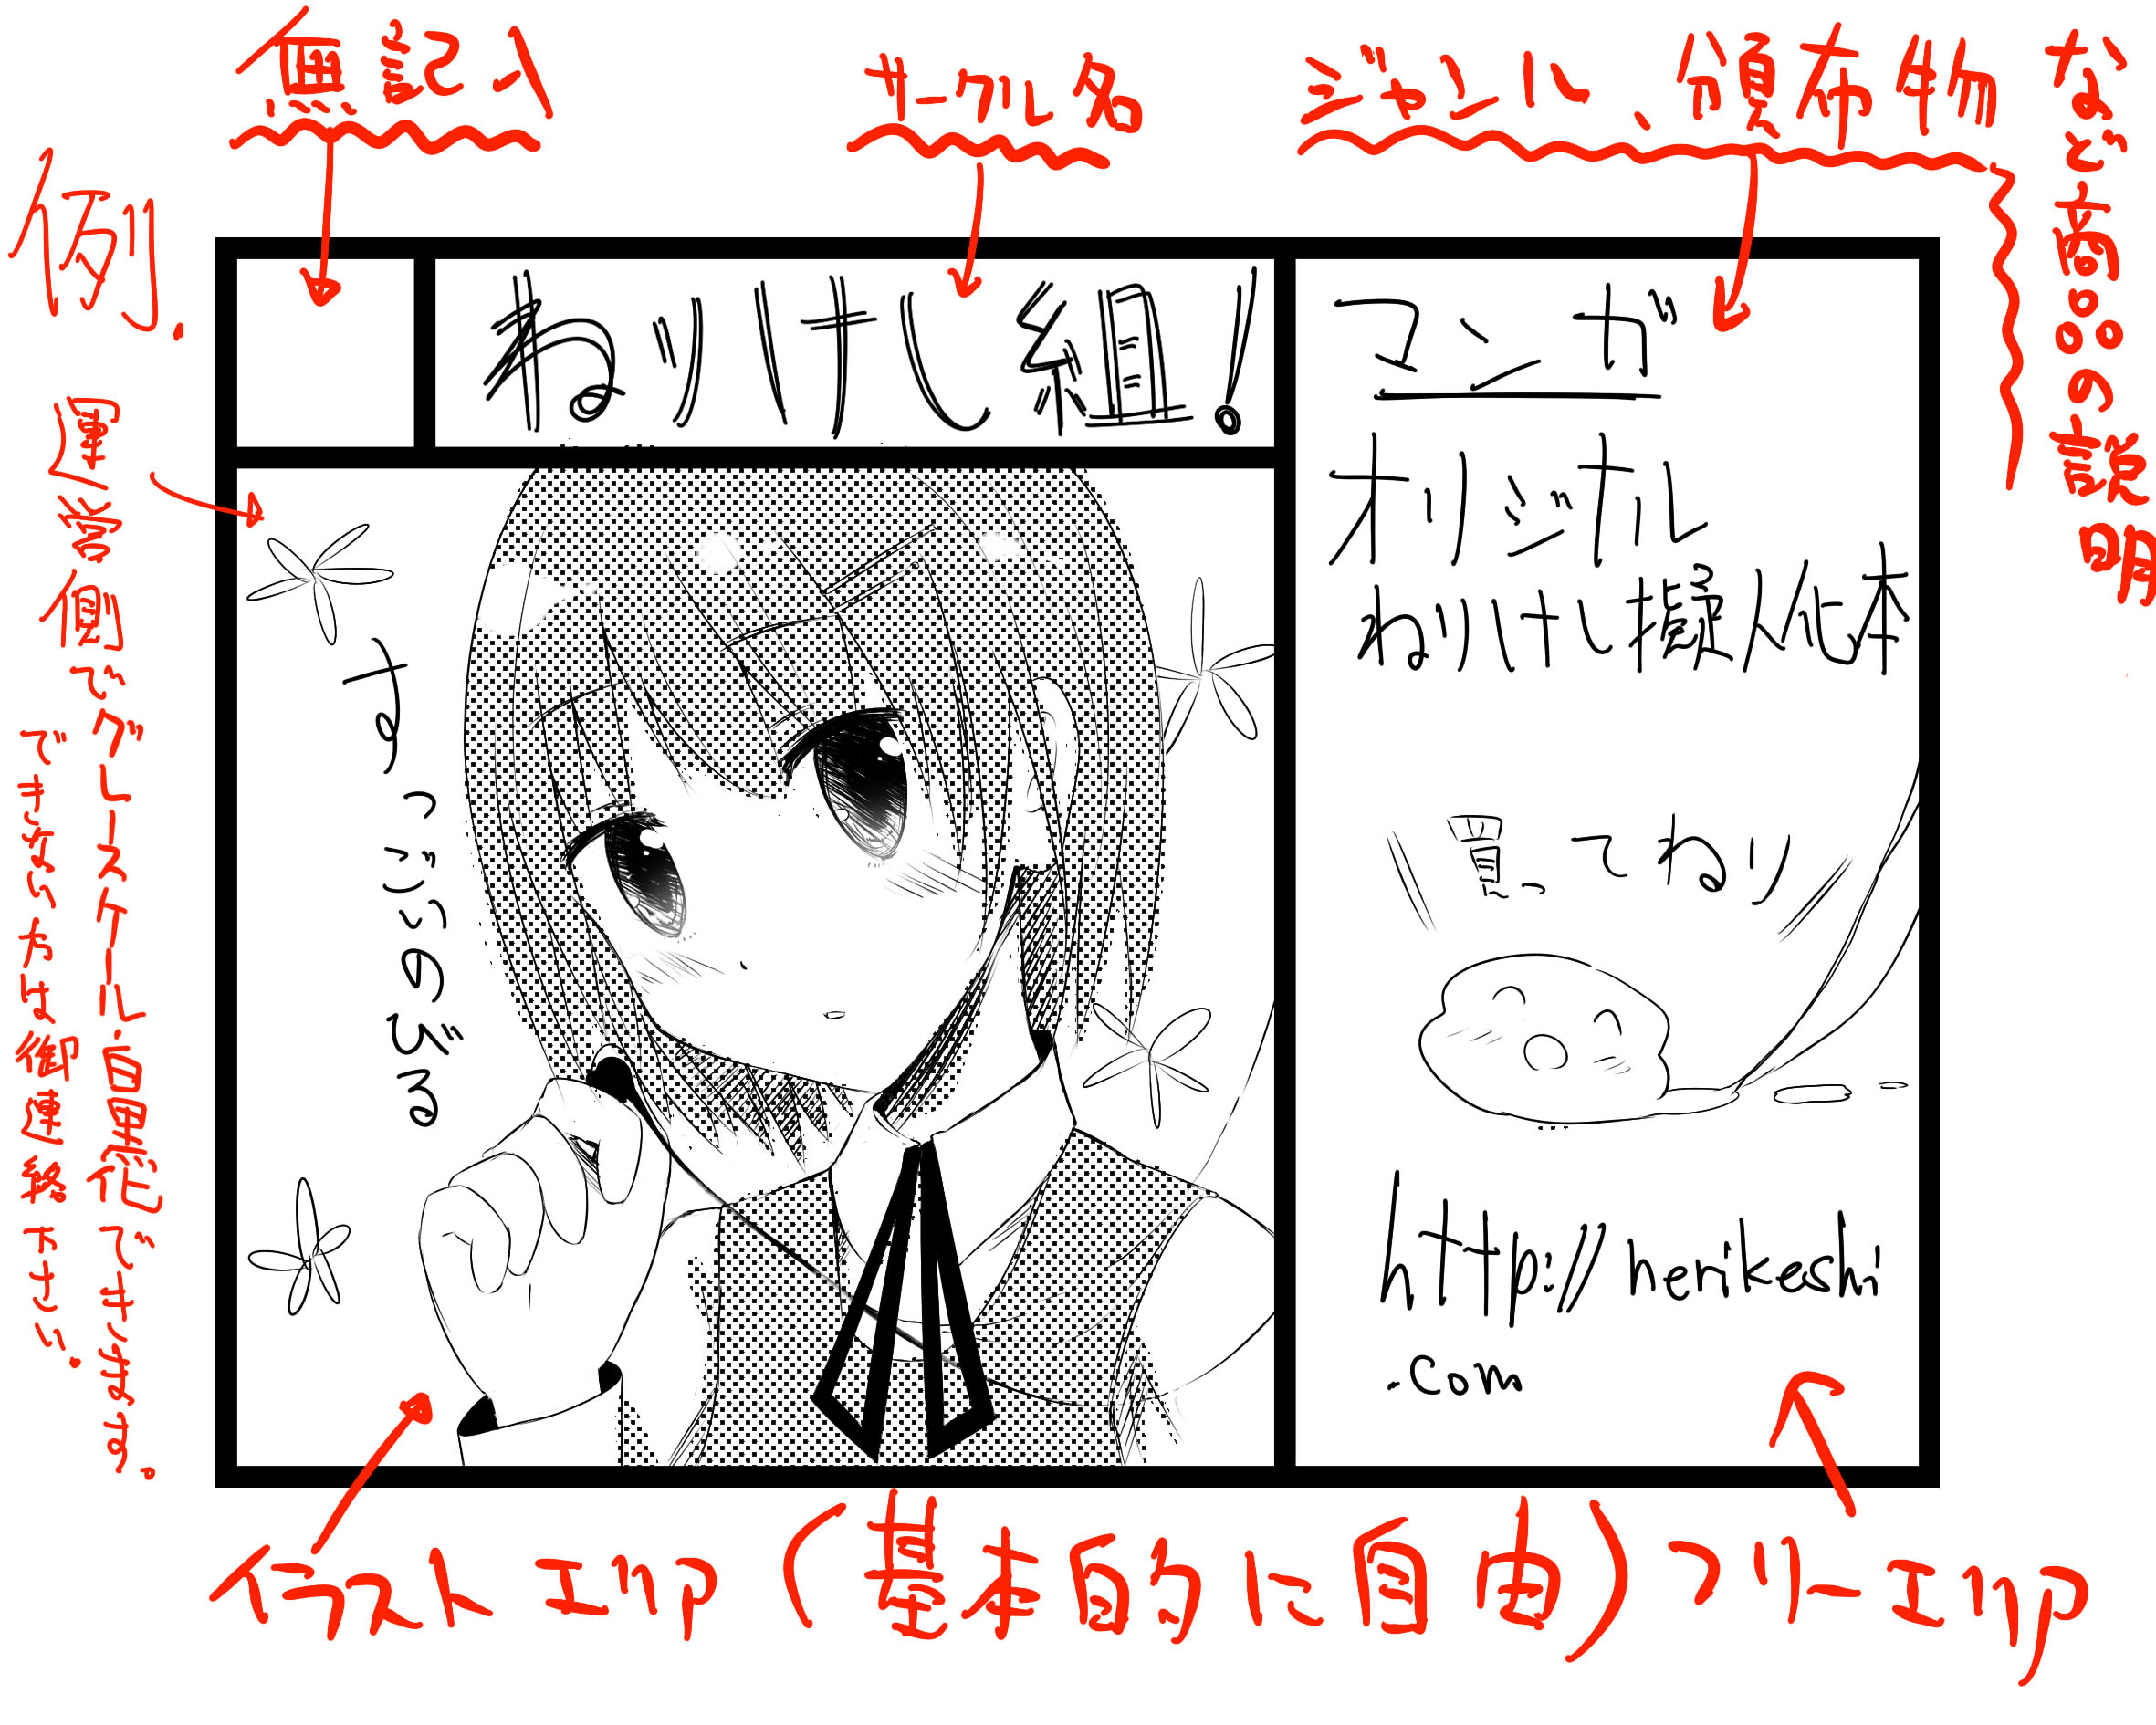 無記入
サークル名
ジャンル、頒布物
など商品の説明
例.
運営側でグレースケール・白黒化できます。
できない方は御連絡下さい.
ねりけし組!
マンガ
オリジナル
ねりけし擬人化本
すっごいのびる
買ってねり
http://nerikeshi
.com
イラストエリア(基本的に自由)
フリーエリア